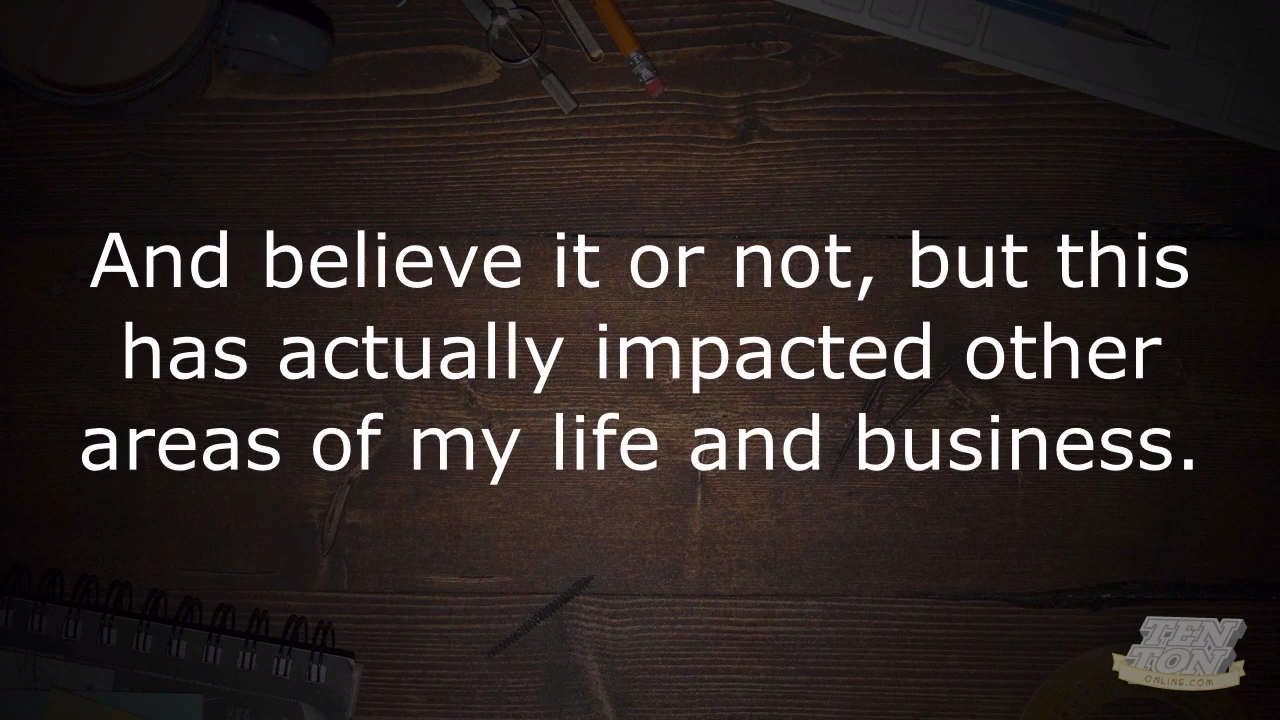 And believe it or not, but this
has actually impacted other
areas of my life and business.
TEN
TON
ONLINE.COM